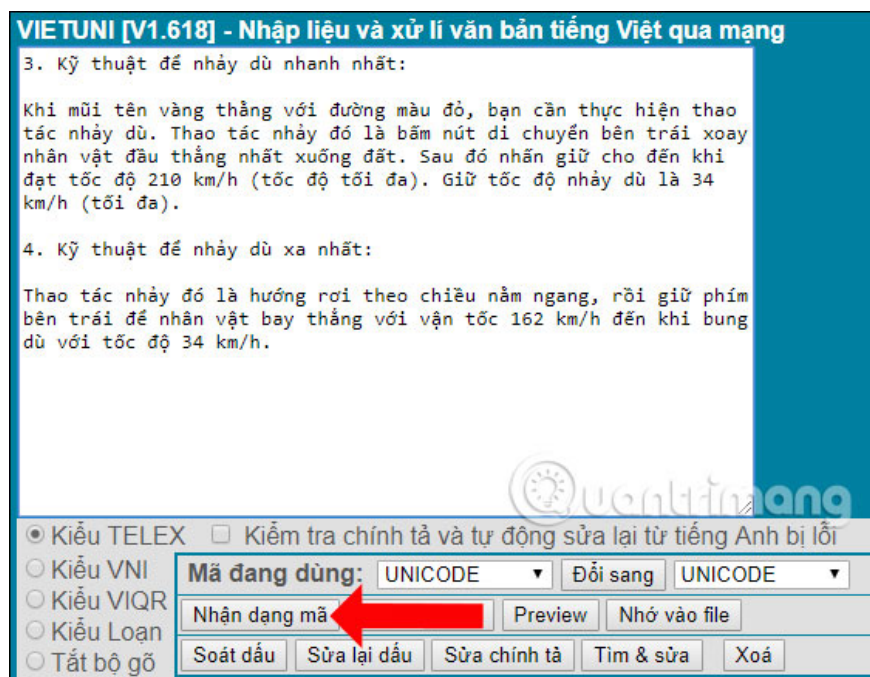 VIETUNI [V1.618] - Nhập liệu và xử lí văn bản tiếng Việt qua mạng
3. Kỹ thuật để nhảy dù nhanh nhất:
Khi mũi tên vàng thẳng với đường màu đỏ, bạn cần thực hiện thao
tác nhảy dù. Thao tác nhảy đó là bấm nút di chuyển bên trái xoay
nhân vật đầu thẳng nhất xuống đất. Sau đó nhấn giữ cho đến khi
đạt tốc độ 210 km/h (tốc độ tối đa). Giữ tốc độ nhảy dù là 34
km/h (tối đa).
4. Kỹ thuật để nhảy dù xa nhất:
Thao tác nhảy đó là hướng rơi theo chiều nằm ngang, rồi giữ phím
bên trái để nhân vật bay thẳng với vận tốc 162 km/h đến khi bung
dù với tốc độ 34 km/h.
Quantrimang
Kiểu TELEX Kiểm tra chính tả và tự động sửa lại từ tiếng Anh bị lỗi
Kiểu VNI Mã đang dùng: UNICODE Đổi sang UNICODE
Kiểu VIQR
Nhận dạng mã Preview Nhớ vào file
Kiểu Loạn
Tắt bộ gõ Soát dấu Sửa lại dấu Sửa chính tả Tìm & sửa Xoá